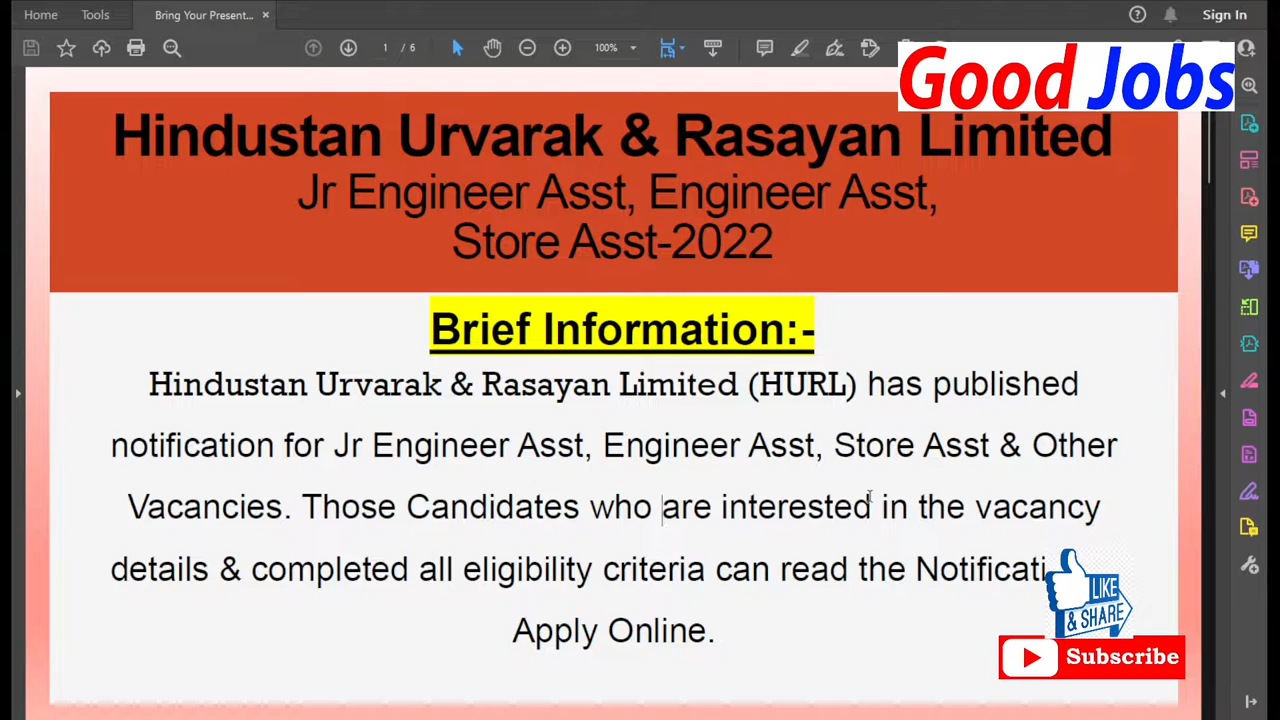 Home Tools Bring Your Present... × Sign In
1 / 6 100%
Good Jobs
Hindustan Urvarak & Rasayan Limited
Jr Engineer Asst, Engineer Asst,
Store Asst-2022
Brief Information:-
Hindustan Urvarak & Rasayan Limited (HURL) has published
notification for Jr Engineer Asst, Engineer Asst, Store Asst & Other
Vacancies. Those Candidates who are interested in the vacancy
details & completed all eligibility criteria can read the Notificati
Apply Online.
LIKE
& SHARE
Subscribe